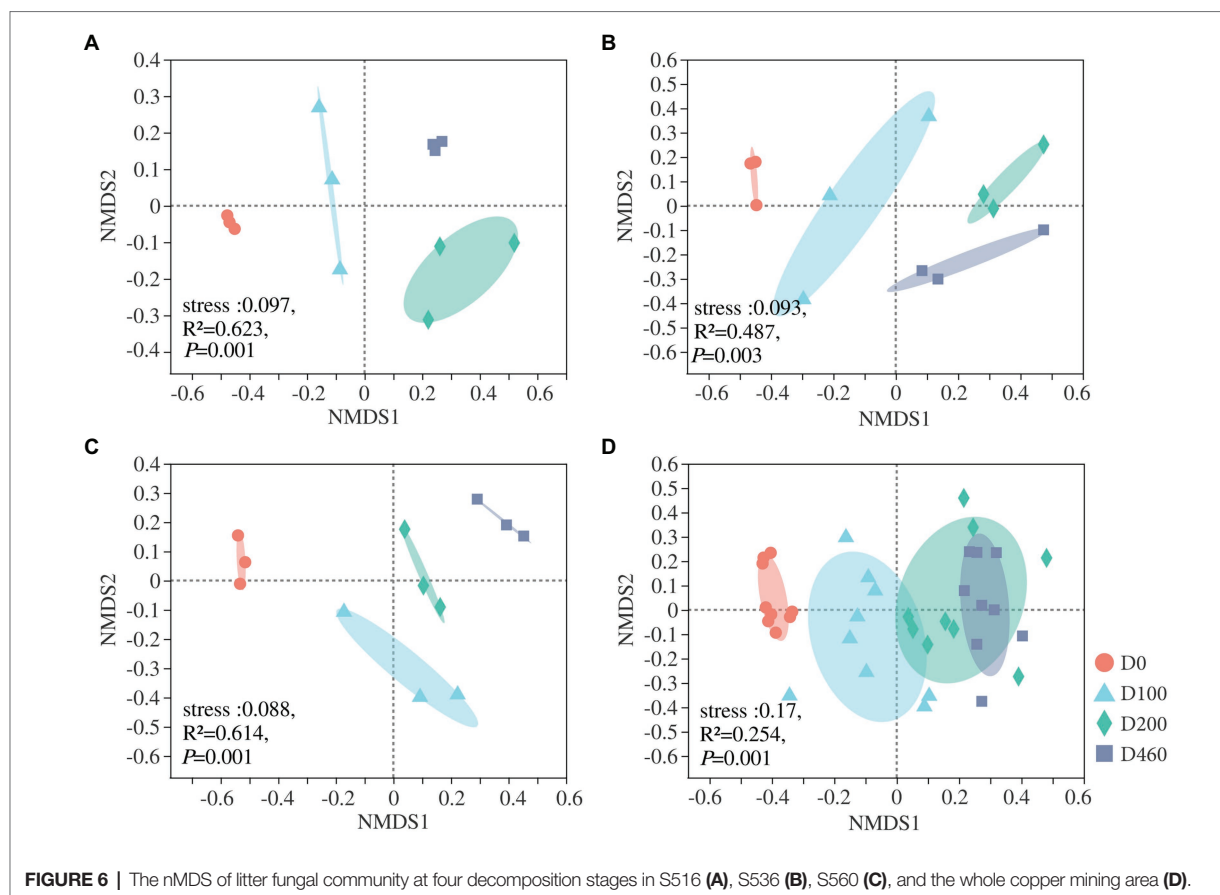 A
0.4
0.3
0.2
0.1
0
-0.1
-0.2
-0.3
-0.4
NMDS2
stress :0.097,
R²=0.623,
P=0.001
-0.6 -0.4 -0.2 0 0.2 0.4 0.6
NMDS1
B
0.6
0.5
0.4
0.3
0.2
0.1
0
-0.1
-0.2
-0.3
-0.4
-0.5
-0.6
NMDS2
stress :0.093,
R²=0.487,
P=0.003
-0.6 -0.4 -0.2 0 0.2 0.4 0.6
NMDS1
C
0.4
0.3
0.2
0.1
0
-0.1
-0.2
-0.3
-0.4
-0.5
-0.6
NMDS2
stress :0.088,
R²=0.614,
P=0.001
-0.6 -0.4 -0.2 0 0.2 0.4 0.6
NMDS1
D
0.6
0.5
0.4
0.3
0.2
0.1
0
-0.1
-0.2
-0.3
-0.4
-0.5
-0.6
NMDS2
stress :0.17,
R²=0.254,
P=0.001
-0.6 -0.4 -0.2 0 0.2 0.4 0.6
NMDS1
D0
D100
D200
D460
FIGURE 6 | The nMDS of litter fungal community at four decomposition stages in S516 (A), S536 (B), S560 (C), and the whole copper mining area (D).